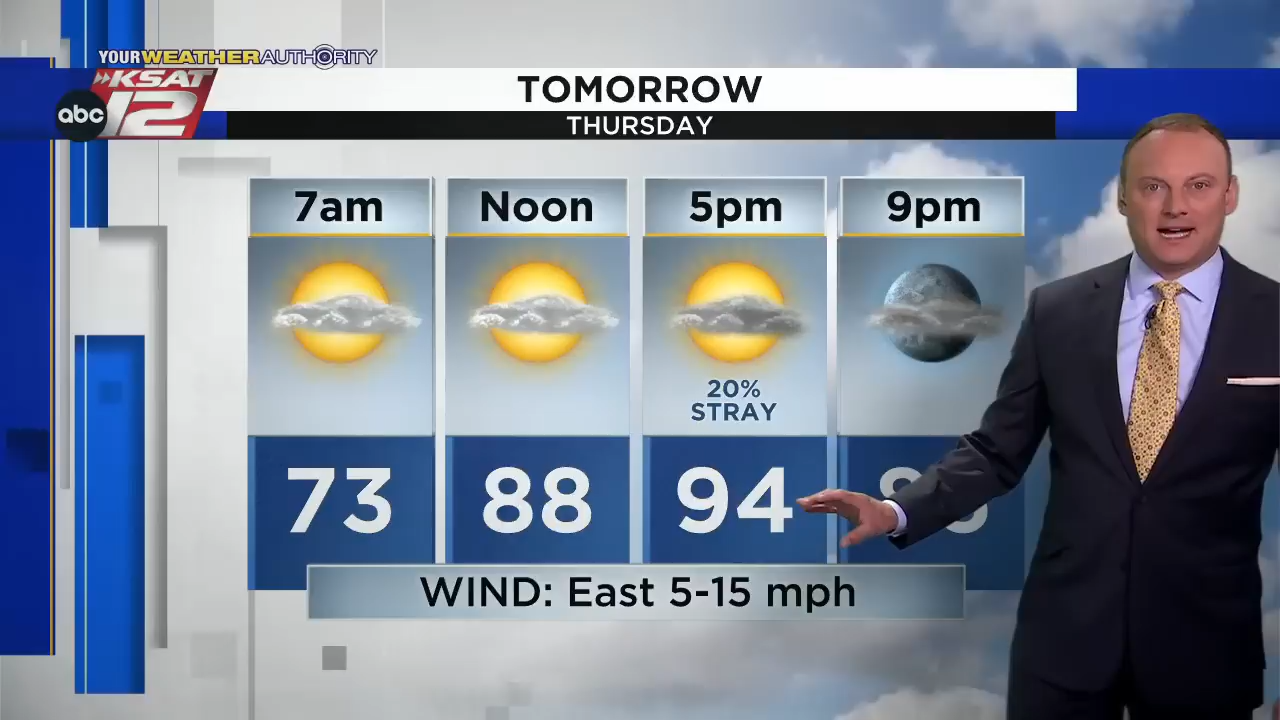 YOUR WEATHER AUTHORITY
KSAT
abc 12
TOMORROW
THURSDAY
7am Noon 5pm 9pm
20%
STRAY
73 88 94
WIND: East 5-15 mph